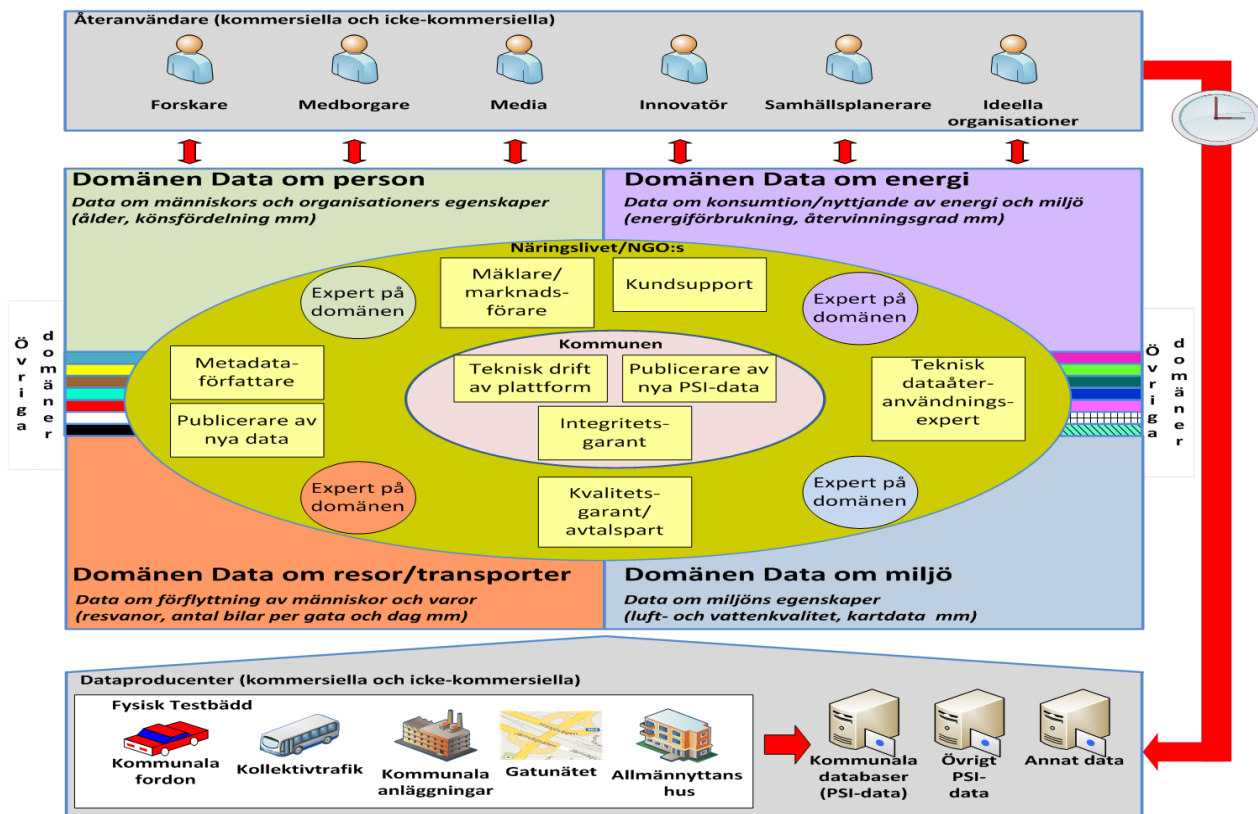 Återanvändare (kommersiella och icke-kommersiella)
Forskare
Medborgare
Media
Innovatör
Samhällsplanerare
Ideella
organisationer
Domänen Data om person
Data om människors och organisationers egenskaper
(ålder, könsfördelning mm)
Domänen Data om energi
Data om konsumtion/nyttjande av energi och miljö
(energiförbrukning, återvinningsgrad mm)
Näringslivet/NGO:s
Expert på
domänen
Mäklare/
marknads-
förare
Kundsupport
Expert på
domänen
Övriga
domäner
Metadata-
författare
Publicerare av
nya data
Kommunen
Teknisk drift
av plattform
Publicerare av
nya PSI-data
Integritets-
garant
Teknisk
dataåter-
användnings-
expert
Övriga
domäner
Expert på
domänen
Kvalitets-
garant/
avtalspart
Expert på
domänen
Domänen Data om resor/transporter
Data om förflyttning av människor och varor
(resvanor, antal bilar per gata och dag mm)
Domänen Data om miljö
Data om miljöns egenskaper
(luft- och vattenkvalitet, kartdata  mm)
Dataproducenter (kommersiella och icke-kommersiella)
Fysisk Testbädd
Kommunala
fordon
Kollektivtrafik
Kommunala
anläggningar
Gatunätet
Allmännyttans
hus
Kommunala
databaser
(PSI-data)
Övrigt
PSI-
data
Annat data